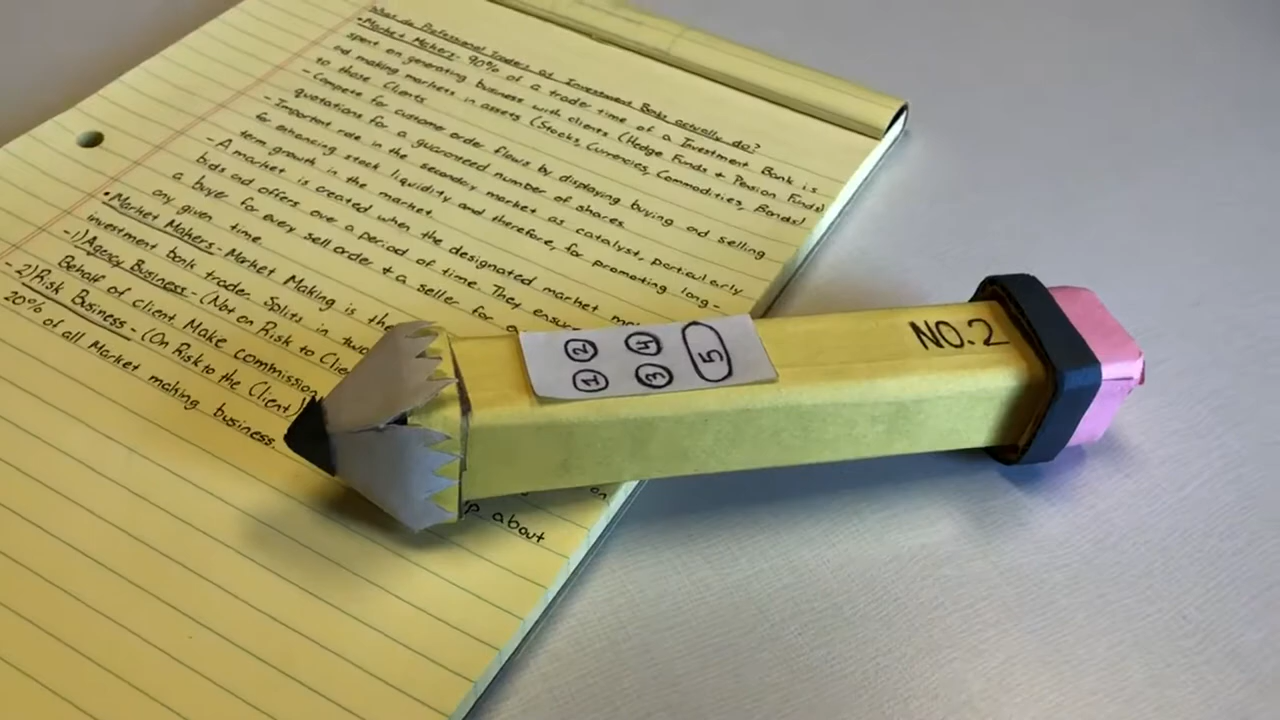 What do Professional Traders at Investment Banks actually do?
• Market Makers - 90% of a trader time of a Investment Bank is
spent on generating business with clients (Hedge Funds + Pension Funds)
and making markets in assets (Stocks, Currencies, Commodities, Bonds)
to those Clients
- Compete for customer order flows by displaying buying and selling
quotations for a guaranteed number of shares
- Important role in the secondary market as catalyst, particularly
for enhancing stock liquidity and therefore, for promoting long-
term growth in the market.
- A market is created when the designated market
bids and offers over a period of time. They ensure
a buyer for every sell order + a seller for
any given time.
• Market Makers - Market Making is the
investment bank trader. Splits in two
- 1) Agency Business - (Not on Risk to
Behalf of client. Make commission
- 2) Risk Business - (On Risk to the Client)
20% of all Market making business.
on
about
① ② ③ ④ ⑤
NO. 2